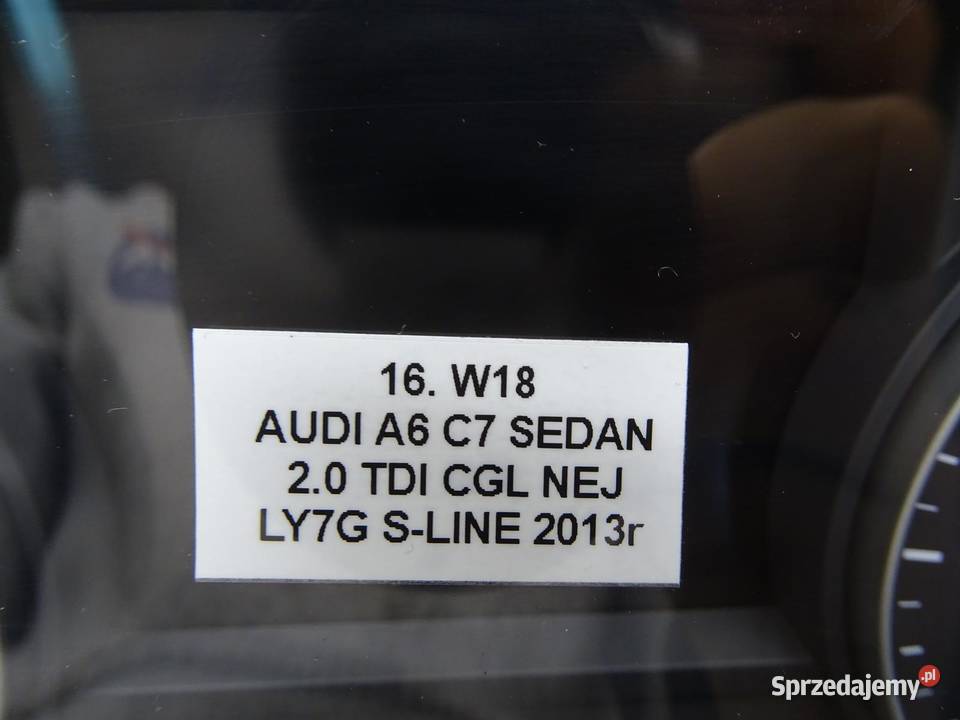 16. W18
AUDI A6 C7 SEDAN
2.0 TDI CGL NEJ
LY7G S-LINE 2013r
Sprzedajemy.pl